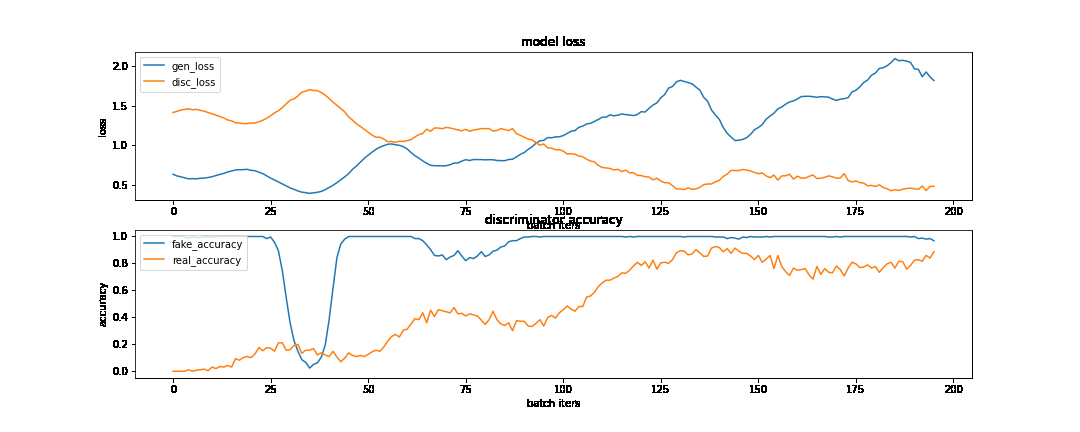 model loss
2.0
1.5
1.0
0.5
loss
gen_loss
disc_loss
0 25 50 75 100 125 150 175 200
batch iters
discriminator accuracy
1.0
0.8
0.6
0.4
0.2
0.0
accuracy
fake_accuracy
real_accuracy
0 25 50 75 100 125 150 175 200
batch iters